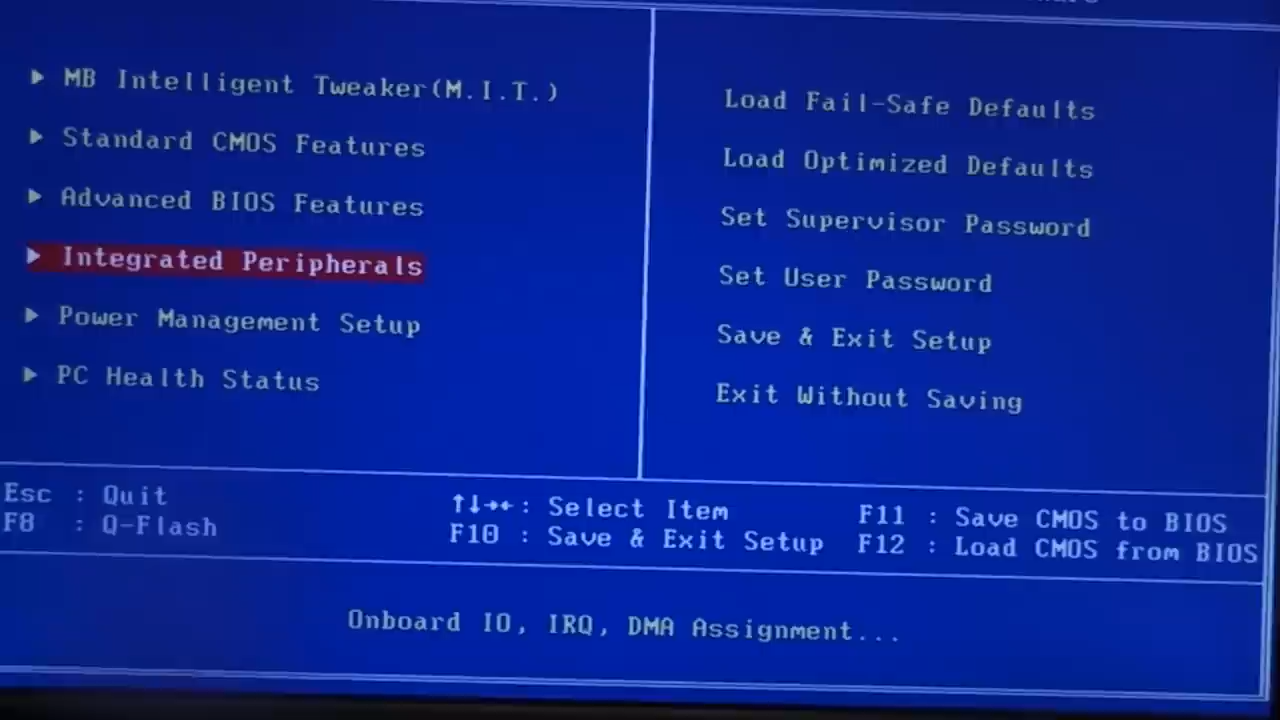 MB Intelligent Tweaker(M.I.T.)
Standard CMOS Features
Advanced BIOS Features
Integrated Peripherals
Power Management Setup
PC Health Status
Load Fail-Safe Defaults
Load Optimized Defaults
Set Supervisor Password
Set User Password
Save & Exit Setup
Exit Without Saving
Esc : Quit
F8 : Q-Flash
↑↓→←: Select Item
F10 : Save & Exit Setup
F11 : Save CMOS to BIOS
F12 : Load CMOS from BIOS
Onboard IO, IRQ, DMA Assignment...